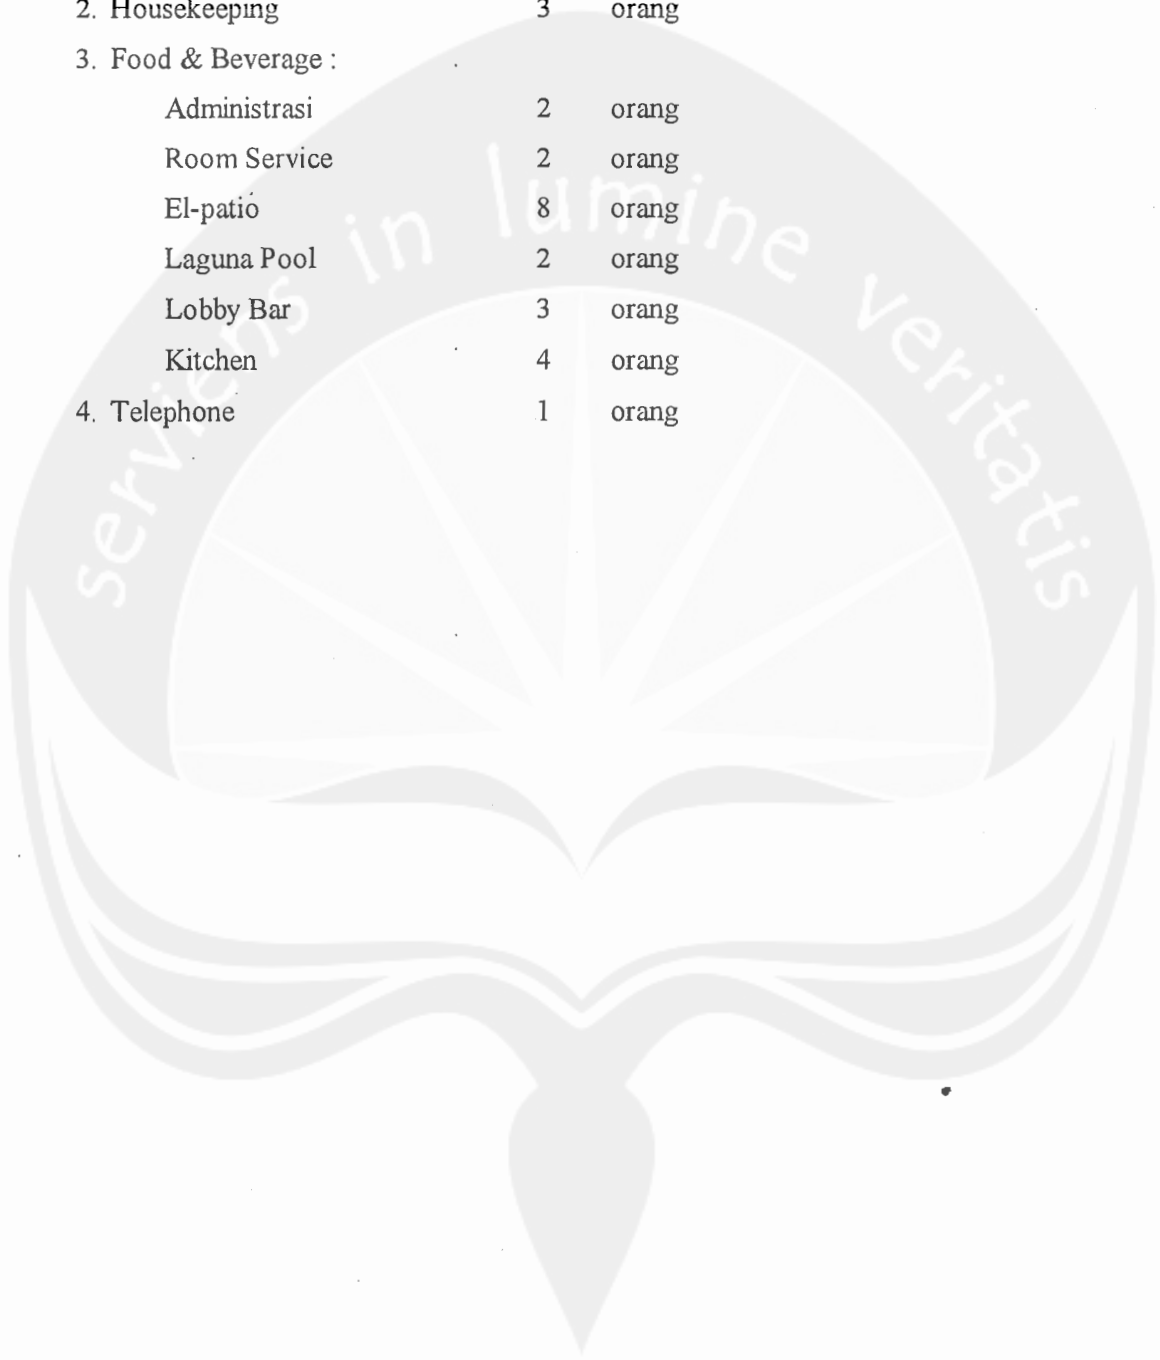 2. Housekeeping 3 orang
3. Food & Beverage :
Administrasi 2 orang
Room Service 2 orang
El-patio 8 orang
Laguna Pool 2 orang
Lobby Bar 3 orang
Kitchen 4 orang
4. Telephone 1 orang
serviens in lumine veritatis